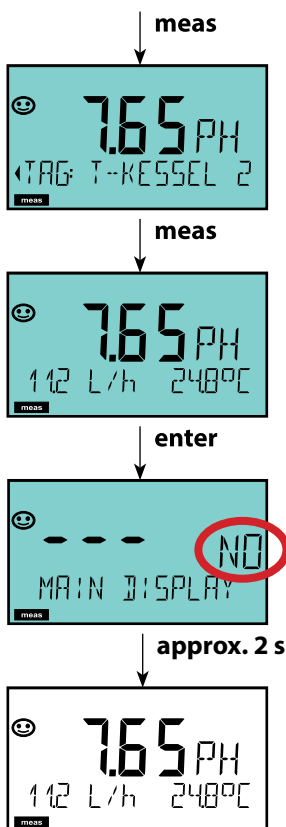 meas
7.65 PH
TAG: T-KESSEL 2
meas
meas
7.65 PH
11.2 L/h 24.8°C
meas
enter
--- NO
MAIN DISPLAY
meas
approx. 2 s
7.65 PH
11.2 L/h 24.8°C
meas